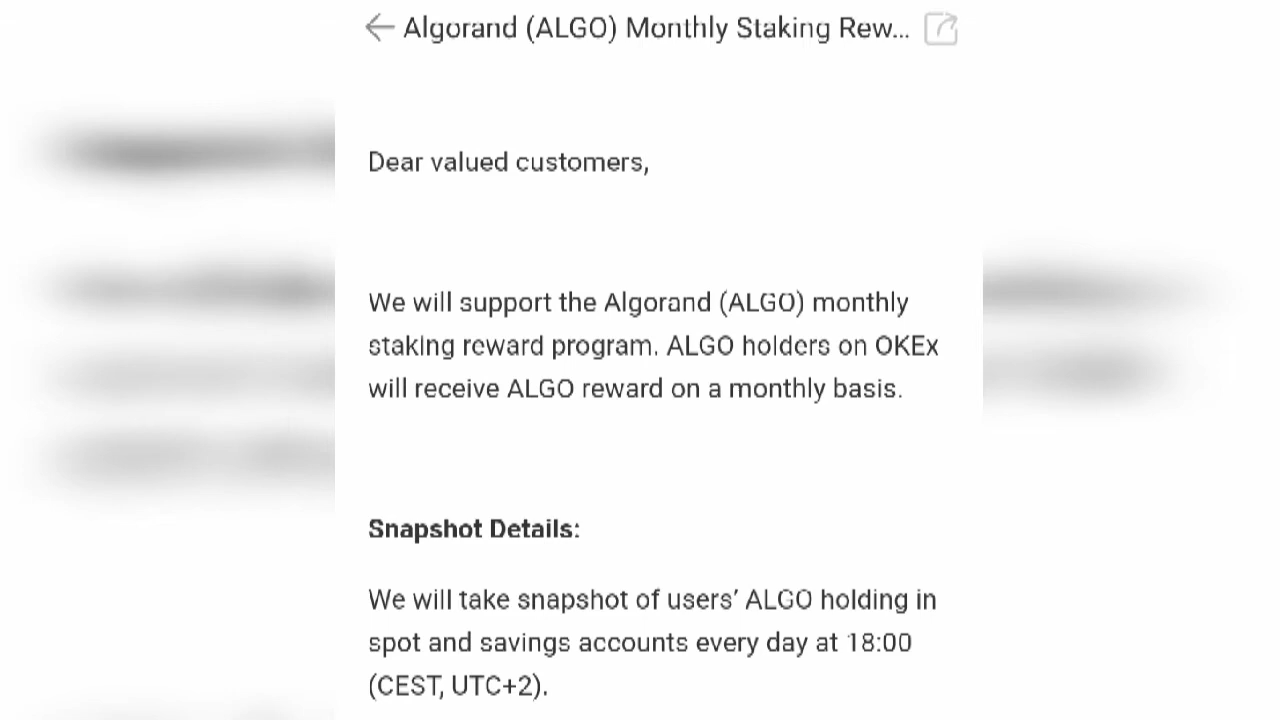 Algorand (ALGO) Monthly Staking Rew...
Dear valued customers,
We will support the Algorand (ALGO) monthly
staking reward program. ALGO holders on OKEx
will receive ALGO reward on a monthly basis.
Snapshot Details:
We will take snapshot of users’ ALGO holding in
spot and savings accounts every day at 18:00
(CEST, UTC+2).